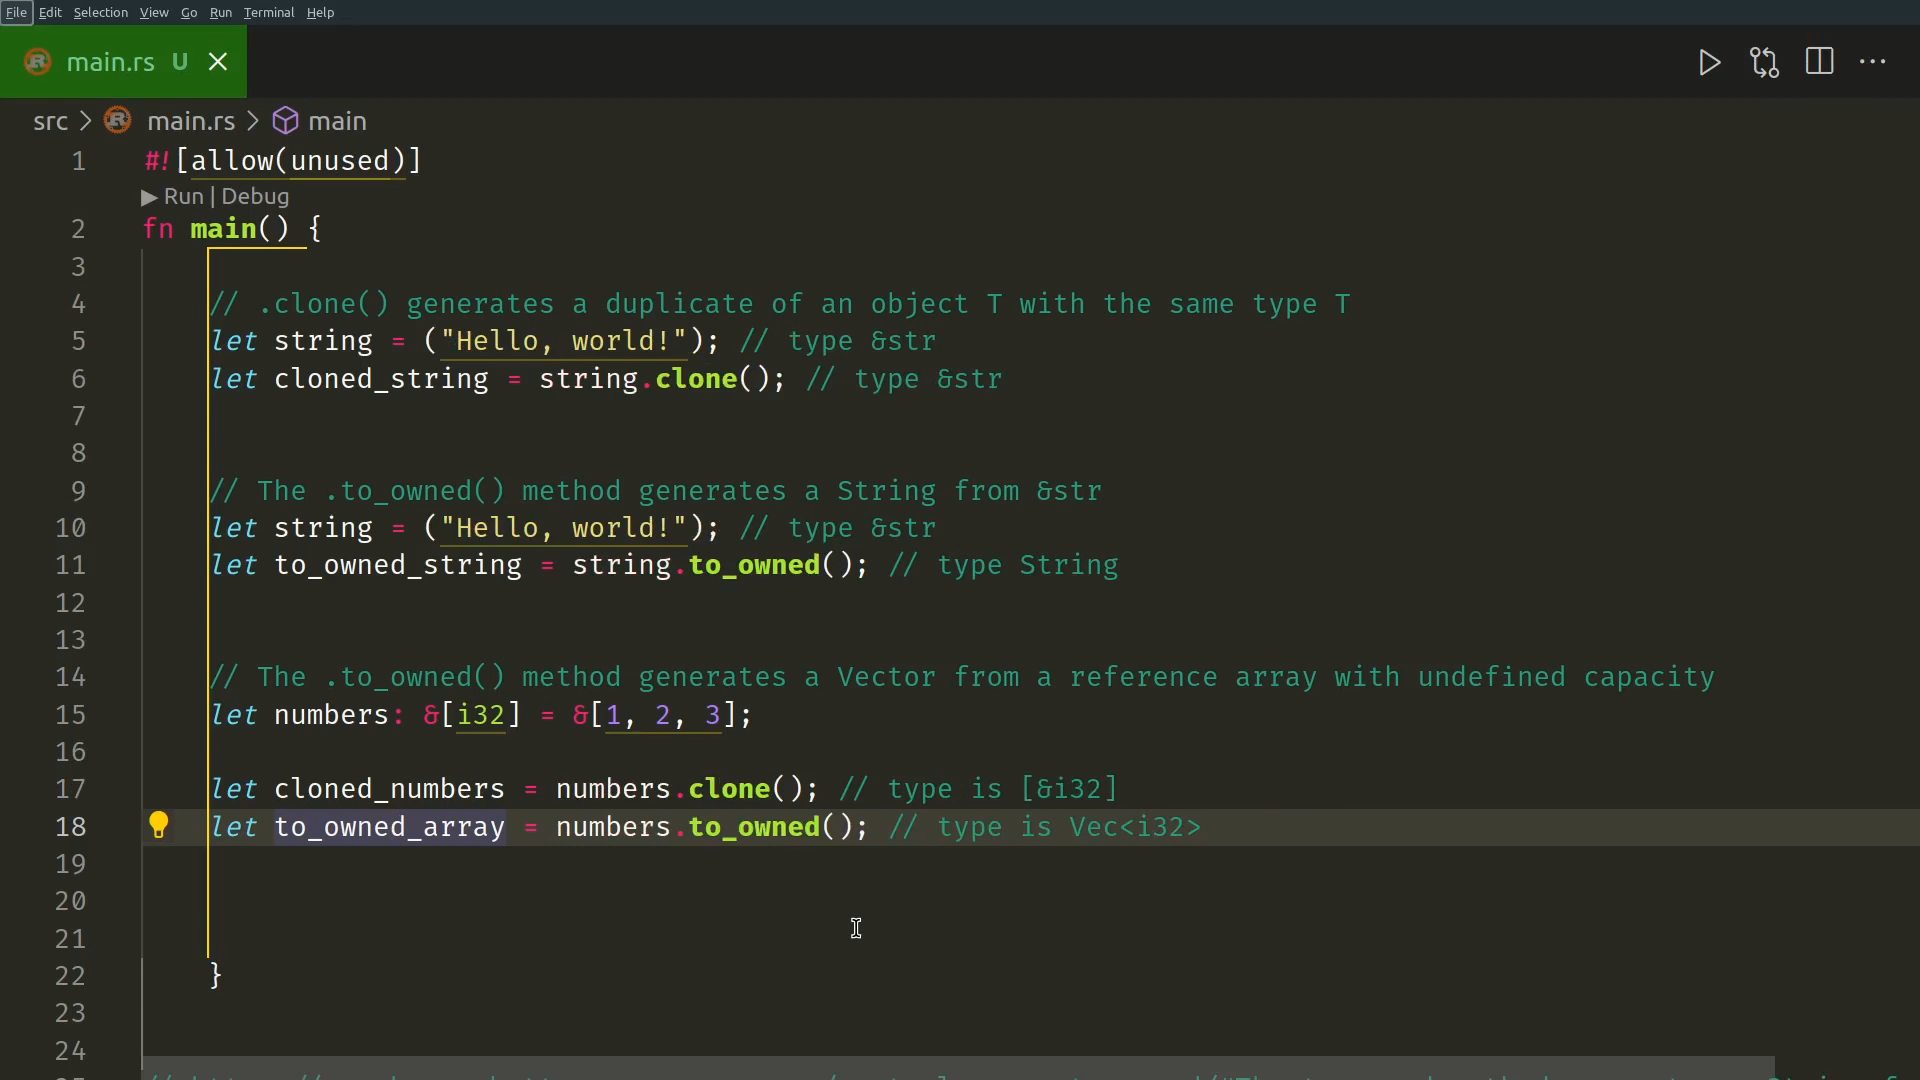 File Edit Selection View Go Run Terminal Help
main.rs U
src > main.rs > main
1 #![allow(unused)]
▶ Run | Debug
2 fn main() {
3
4 // .clone() generates a duplicate of an object T with the same type T
5 let string = ("Hello, world!"); // type &str
6 let cloned_string = string.clone(); // type &str
7
8
9 // The .to_owned() method generates a String from &str
10 let string = ("Hello, world!"); // type &str
11 let to_owned_string = string.to_owned(); // type String
12
13
14 // The .to_owned() method generates a Vector from a reference array with undefined capacity
15 let numbers: &[i32] = &[1, 2, 3];
16
17 let cloned_numbers = numbers.clone(); // type is [&i32]
18 let to_owned_array = numbers.to_owned(); // type is Vec<i32>
19
20
21
22 }
23
24